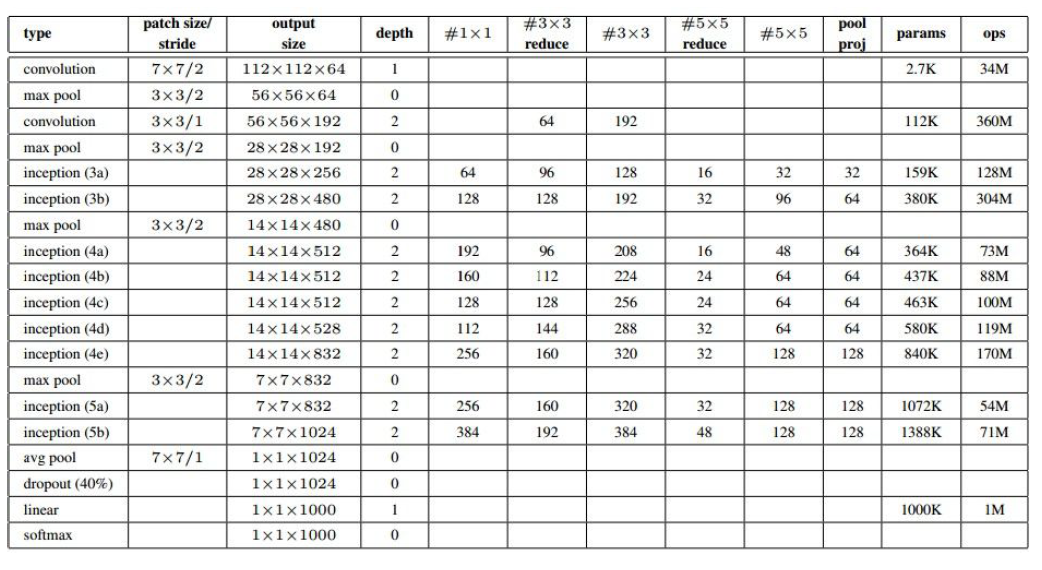 type patch size/ stride output size depth #1×1 #3×3 reduce #3×3 #5×5 reduce #5×5 pool proj params ops
convolution 7×7/2 112×112×64 1 2.7K 34M
max pool 3×3/2 56×56×64 0
convolution 3×3/1 56×56×192 2 64 192 112K 360M
max pool 3×3/2 28×28×192 0
inception (3a) 28×28×256 2 64 96 128 16 32 32 159K 128M
inception (3b) 28×28×480 2 128 128 192 32 96 64 380K 304M
max pool 3×3/2 14×14×480 0
inception (4a) 14×14×512 2 192 96 208 16 48 64 364K 73M
inception (4b) 14×14×512 2 160 112 224 24 64 64 437K 88M
inception (4c) 14×14×512 2 128 128 256 24 64 64 463K 100M
inception (4d) 14×14×528 2 112 144 288 32 64 64 580K 119M
inception (4e) 14×14×832 2 256 160 320 32 128 128 840K 170M
max pool 3×3/2 7×7×832 0
inception (5a) 7×7×832 2 256 160 320 32 128 128 1072K 54M
inception (5b) 7×7×1024 2 384 192 384 48 128 128 1388K 71M
avg pool 7×7/1 1×1×1024 0
dropout (40%) 1×1×1024 0
linear 1×1×1000 1 1000K 1M
softmax 1×1×1000 0